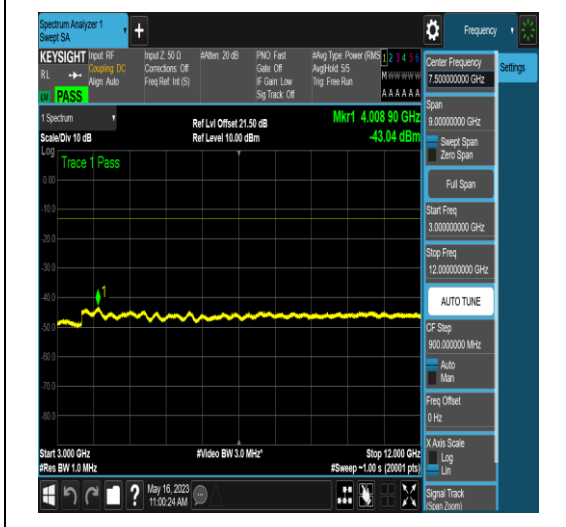 Spectrum Analyzer 1
Swept SA
Frequency
KEYSIGHT
Input: RF
Input Z: 50 Ω
#Atten: 20 dB
PNO: Fast
#Avg Type: Power (RMS
1 2 3 4 5 6
RL
Coupling: DC
Corrections: Off
Gate: Off
Avg|Hold: 5/5
M W W W W W
Align: Auto
Freq Ref: Int (S)
IF Gain: Low
Trig: Free Run
PASS
Sig Track: Off
A A A A A A
1 Spectrum
Ref Lvl Offset 21.50 dB
Mkr1 4.008 90 GHz
Scale/Div 10 dB
Ref Level 10.00 dBm
-43.04 dBm
Log
Trace 1 Pass
0.00
-10.0
-20.0
-30.0
-40.0
1
-50.0
-60.0
-70.0
-80.0
Start 3.000 GHz
#Video BW 3.0 MHz*
Stop 12.000 GHz
#Res BW 1.0 MHz
#Sweep ~1.00 s (20001 pts)
?
May 16, 2023
11:00:24 AM
Settings
Center Frequency
7.500000000 GHz
Span
9.00000000 GHz
Swept Span
Zero Span
Full Span
Start Freq
3.000000000 GHz
Stop Freq
12.000000000 GHz
AUTO TUNE
CF Step
900.000000 MHz
Auto
Man
Freq Offset
0 Hz
X Axis Scale
Log
Lin
Signal Track
(Span Zoom)